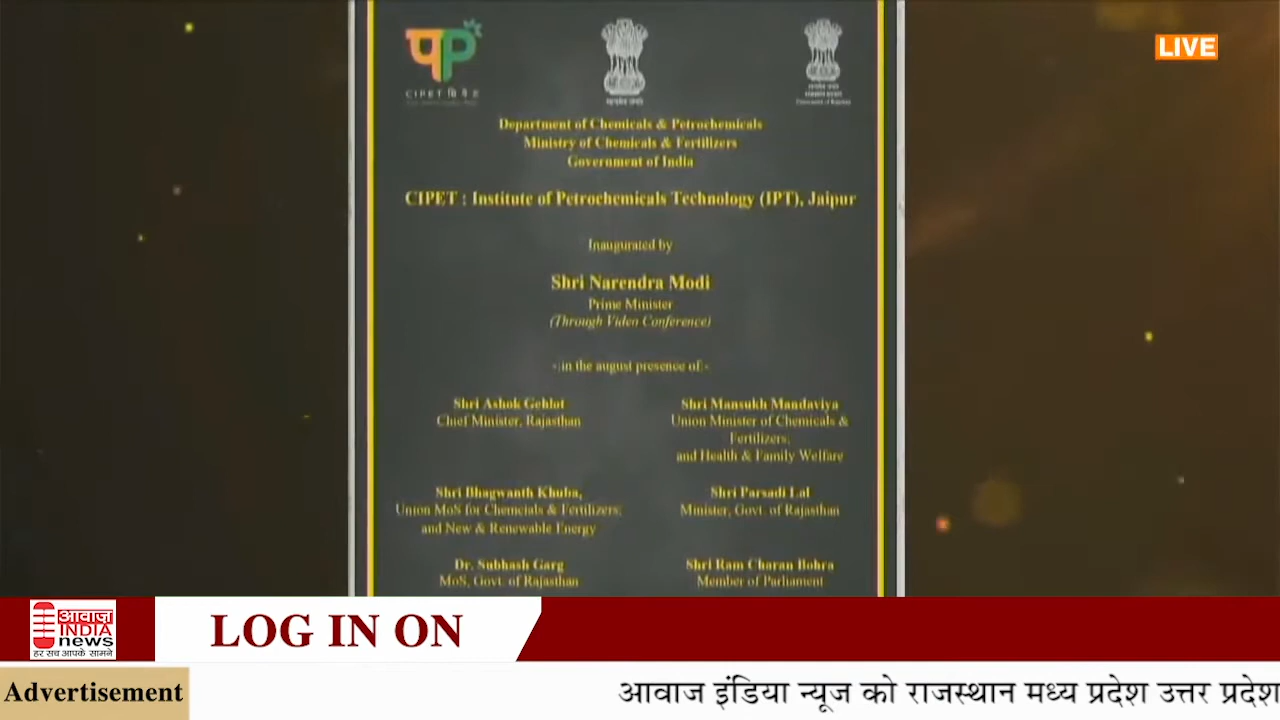 LIVE
CIPET सिपेट
Department of Chemicals & Petrochemicals
Ministry of Chemicals & Fertilizers
Government of India
CIPET : Institute of Petrochemicals Technology (IPT), Jaipur
Inaugurated by
Shri Narendra Modi
Prime Minister
(Through Video Conference)
-:in the august presence of:-
Shri Ashok Gehlot
Chief Minister, Rajasthan
Shri Mansukh Mandaviya
Union Minister of Chemicals &
Fertilizers,
and Health & Family Welfare
Shri Bhagwanth Khuba,
Union MoS for Chemcials & Fertilizers,
and New & Renewable Energy
Shri Parsadi Lal
Minister, Govt. of Rajasthan
Dr. Subhash Garg
MoS, Govt. of Rajasthan
Shri Ram Charan Bohra
Member of Parliament
आवाज़
INDIA
news
हर सच आपके सामने
LOG IN ON
Advertisement
आवाज इंडिया न्यूज को राजस्थान मध्य प्रदेश उत्तर प्रदेश